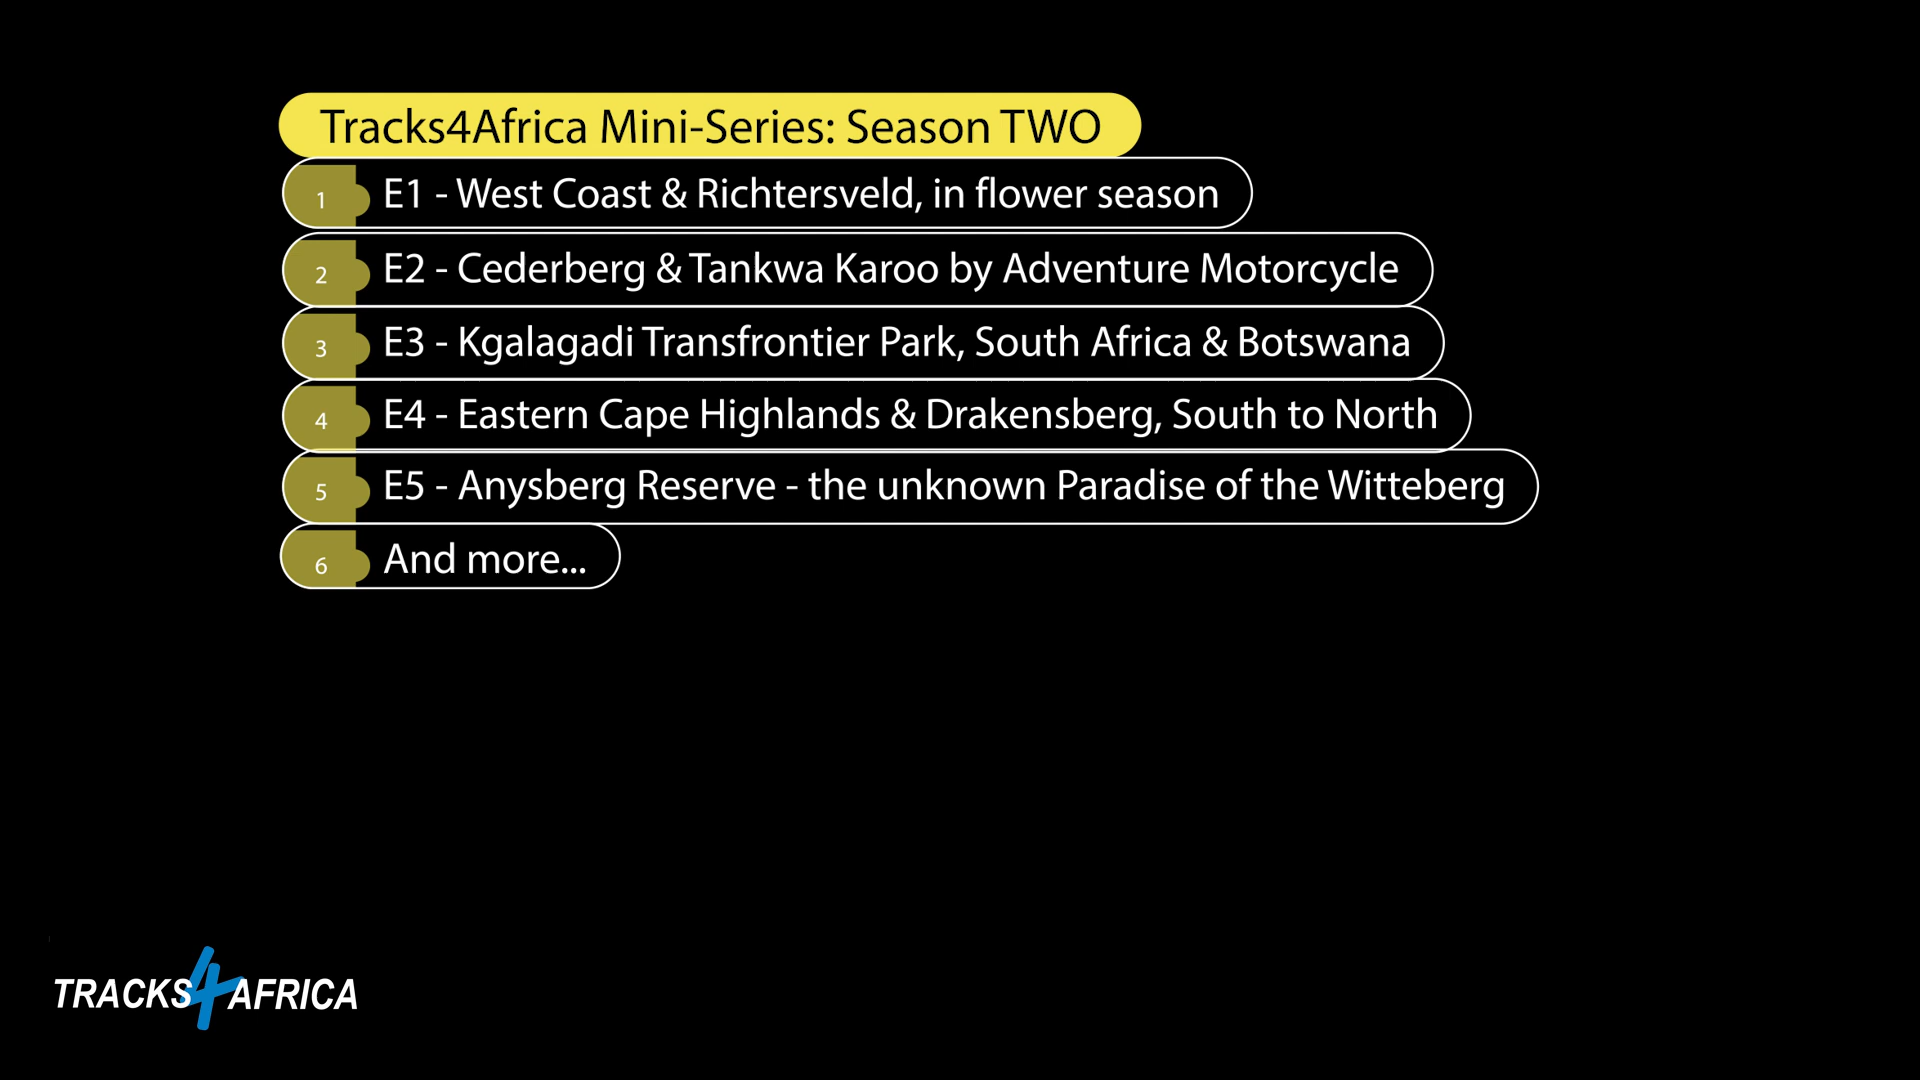 Tracks4Africa Mini-Series: Season TWO
1 E1 - West Coast & Richtersveld, in flower season
2 E2 - Cederberg & Tankwa Karoo by Adventure Motorcycle
3 E3 - Kgalagadi Transfrontier Park, South Africa & Botswana
4 E4 - Eastern Cape Highlands & Drakensberg, South to North
5 E5 - Anysberg Reserve - the unknown Paradise of the Witteberg
6 And more...
TRACKS4AFRICA